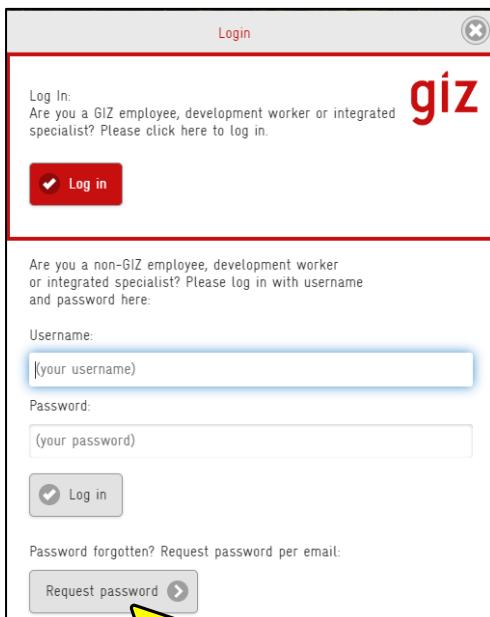 Login
giz
Log In:
Are you a GIZ employee, development worker or integrated
specialist? Please click here to log in.
Log in
Are you a non-GIZ employee, development worker
or integrated specialist? Please log in with username
and password here:
Username:
(your username)
Password:
(your password)
Log in
Password forgotten? Request password per email:
Request password